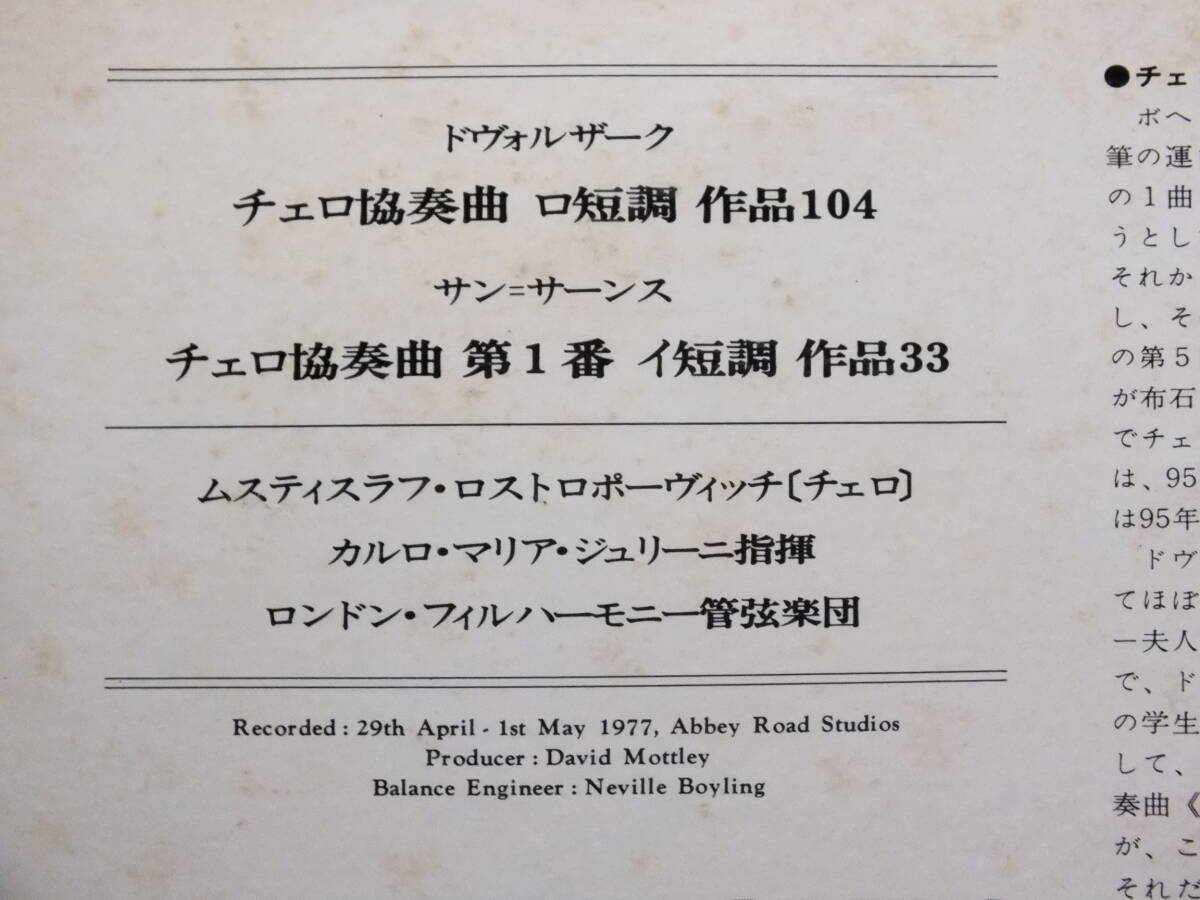 ドヴォルザーク
チェロ協奏曲 ロ短調 作品104
サン=サーンス
チェロ協奏曲 第1番 イ短調 作品33
ムスティスラフ・ロストロポーヴィッチ〔チェロ〕
カルロ・マリア・ジュリーニ指揮
ロンドン・フィルハーモニー管弦楽団
Recorded : 29th April - 1st May 1977, Abbey Road Studios
Producer : David Mottley
Balance Engineer : Neville Boyling
●チェ
ボヘ
筆の運
の1曲
うとし
それか
し、そ
の第5
が布石
でチェ
は、95
は95年
ドヴ
てほぼ
一夫人
で、ド
の学生
して、
奏曲《
が、こ
それだ